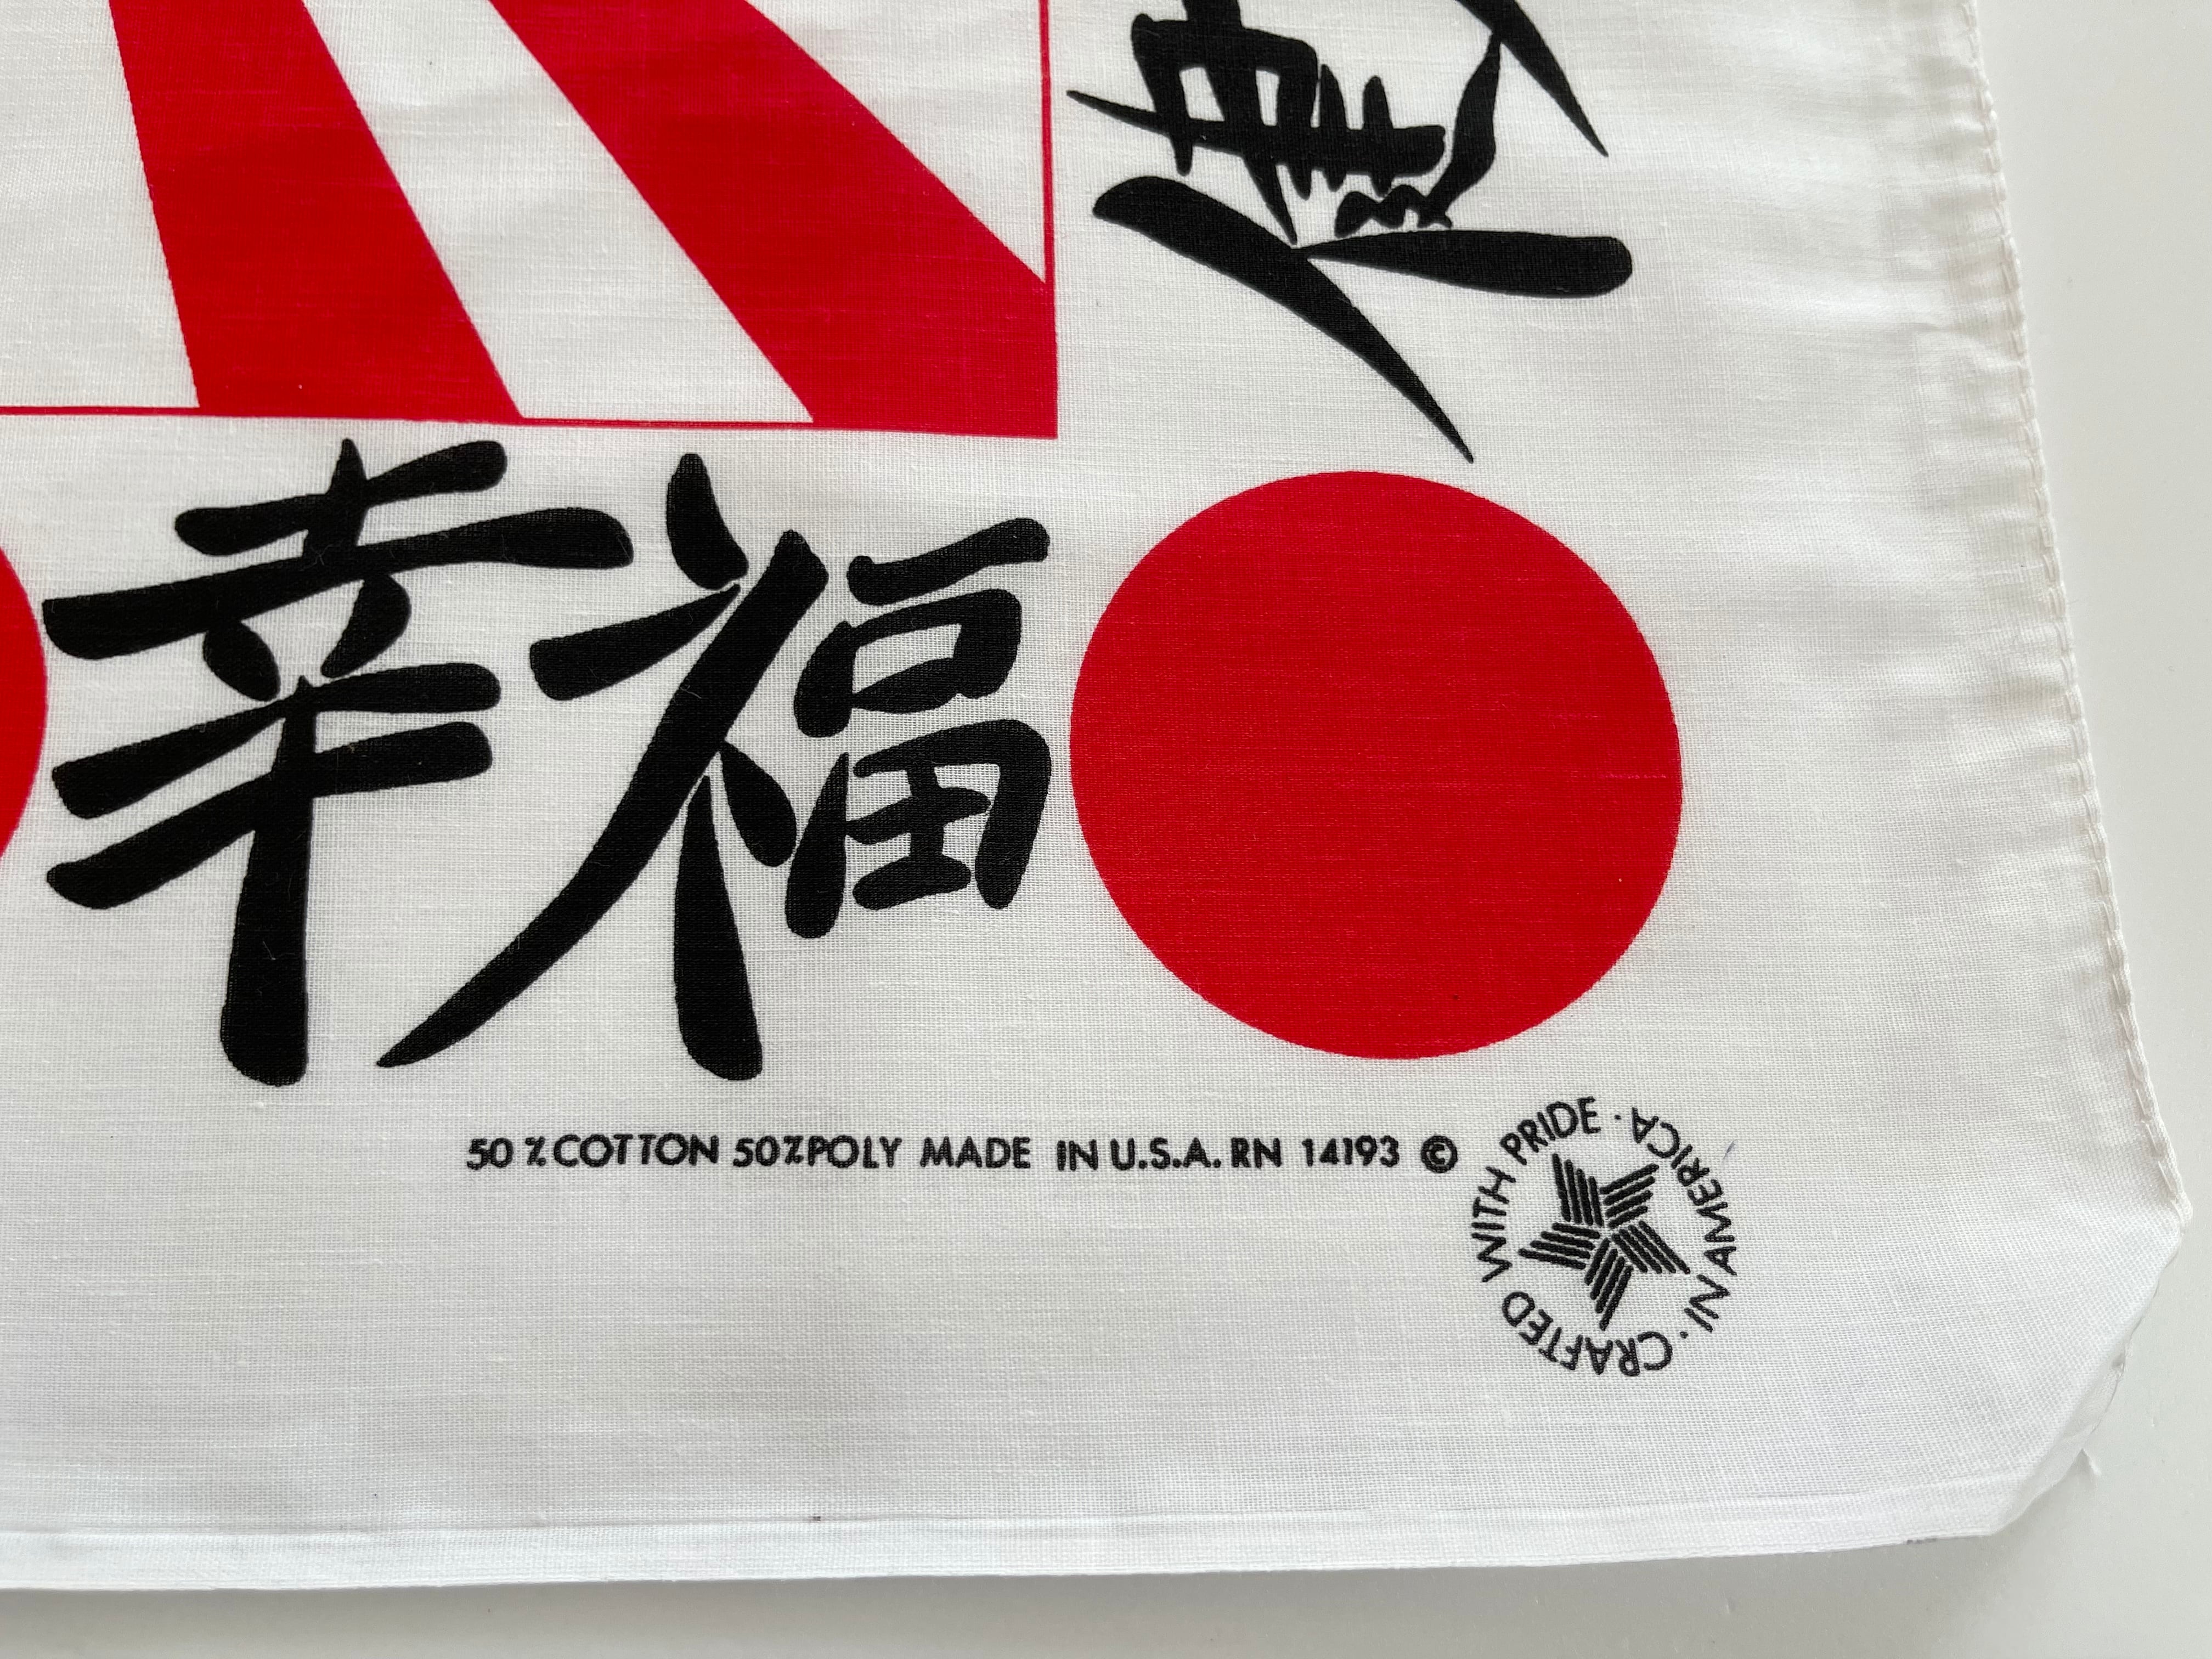 幸福
50% COTTON 50% POLY MADE IN U.S.A. RN 14193 ©
CRAFTED WITH PRIDE · IN AMERICA ·